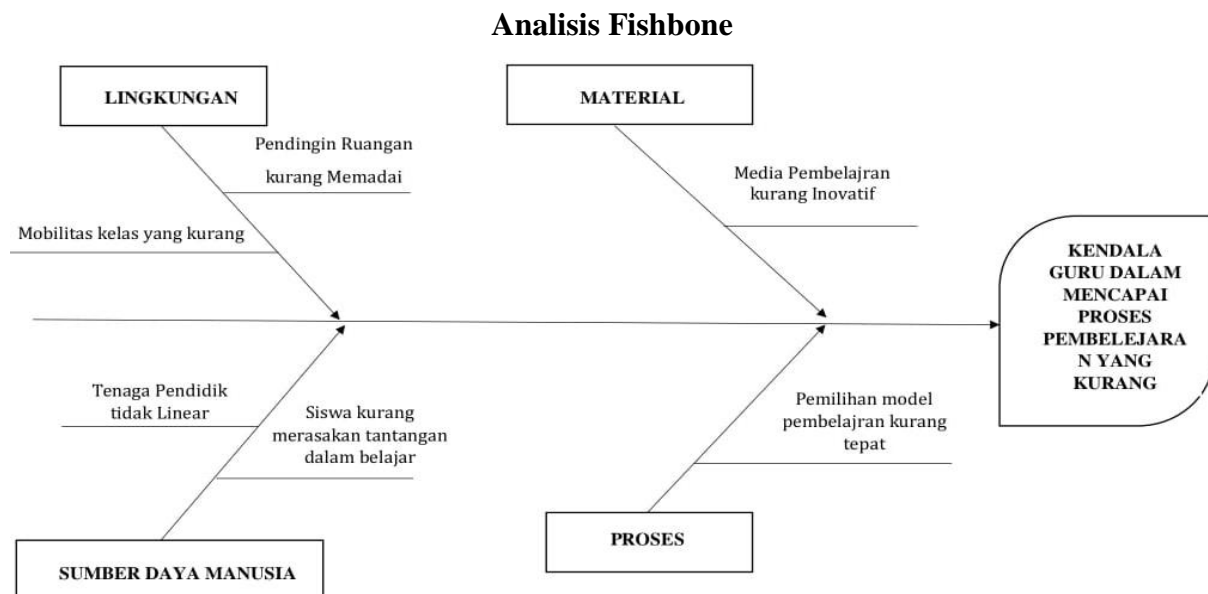 Analisis Fishbone
LINGKUNGAN
MATERIAL
Pendingin Ruangan
kurang Memadai
Media Pembelajran
kurang Inovatif
Mobilitas kelas yang kurang
KENDALA
GURU DALAM
MENCAPAI
PROSES
PEMBELEJARA
N YANG
KURANG
Tenaga Pendidik
tidak Linear
Siswa kurang
merasakan tantangan
dalam belajar
Pemilihan model
pembelajran kurang
tepat
PROSES
SUMBER DAYA MANUSIA